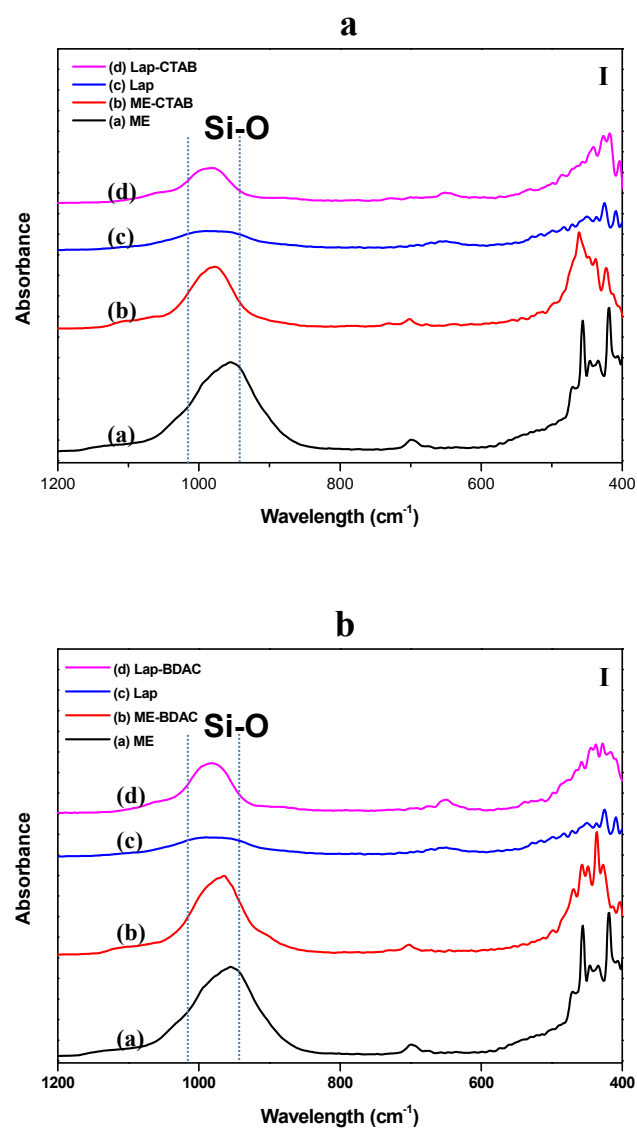 a
(d) Lap-CTAB
(c) Lap
(b) ME-CTAB
(a) ME
I
Si-O
(d)
(c)
(b)
(a)
Absorbance
1200 1000 800 600 400
Wavelength (cm⁻¹)
b
(d) Lap-BDAC
(c) Lap
(b) ME-BDAC
(a) ME
I
Si-O
(d)
(c)
(b)
(a)
Absorbance
1200 1000 800 600 400
Wavelength (cm⁻¹)